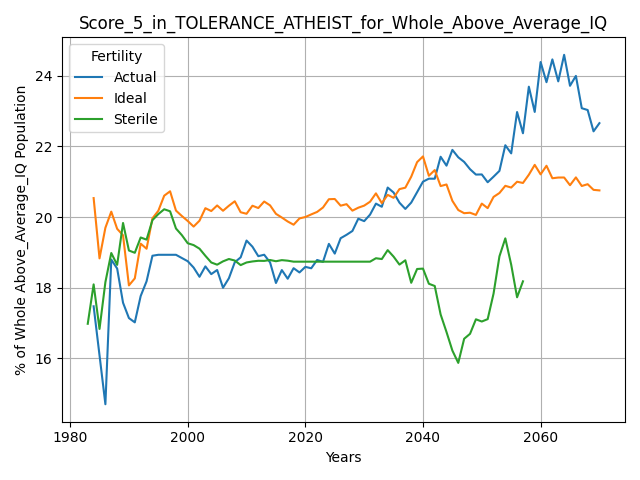 Score_5_in_TOLERANCE_ATHEIST_for_Whole_Above_Average_IQ
Fertility
Actual
Ideal
Sterile
% of Whole Above_Average_IQ Population
24
22
20
18
16
1980 2000 2020 2040 2060
Years